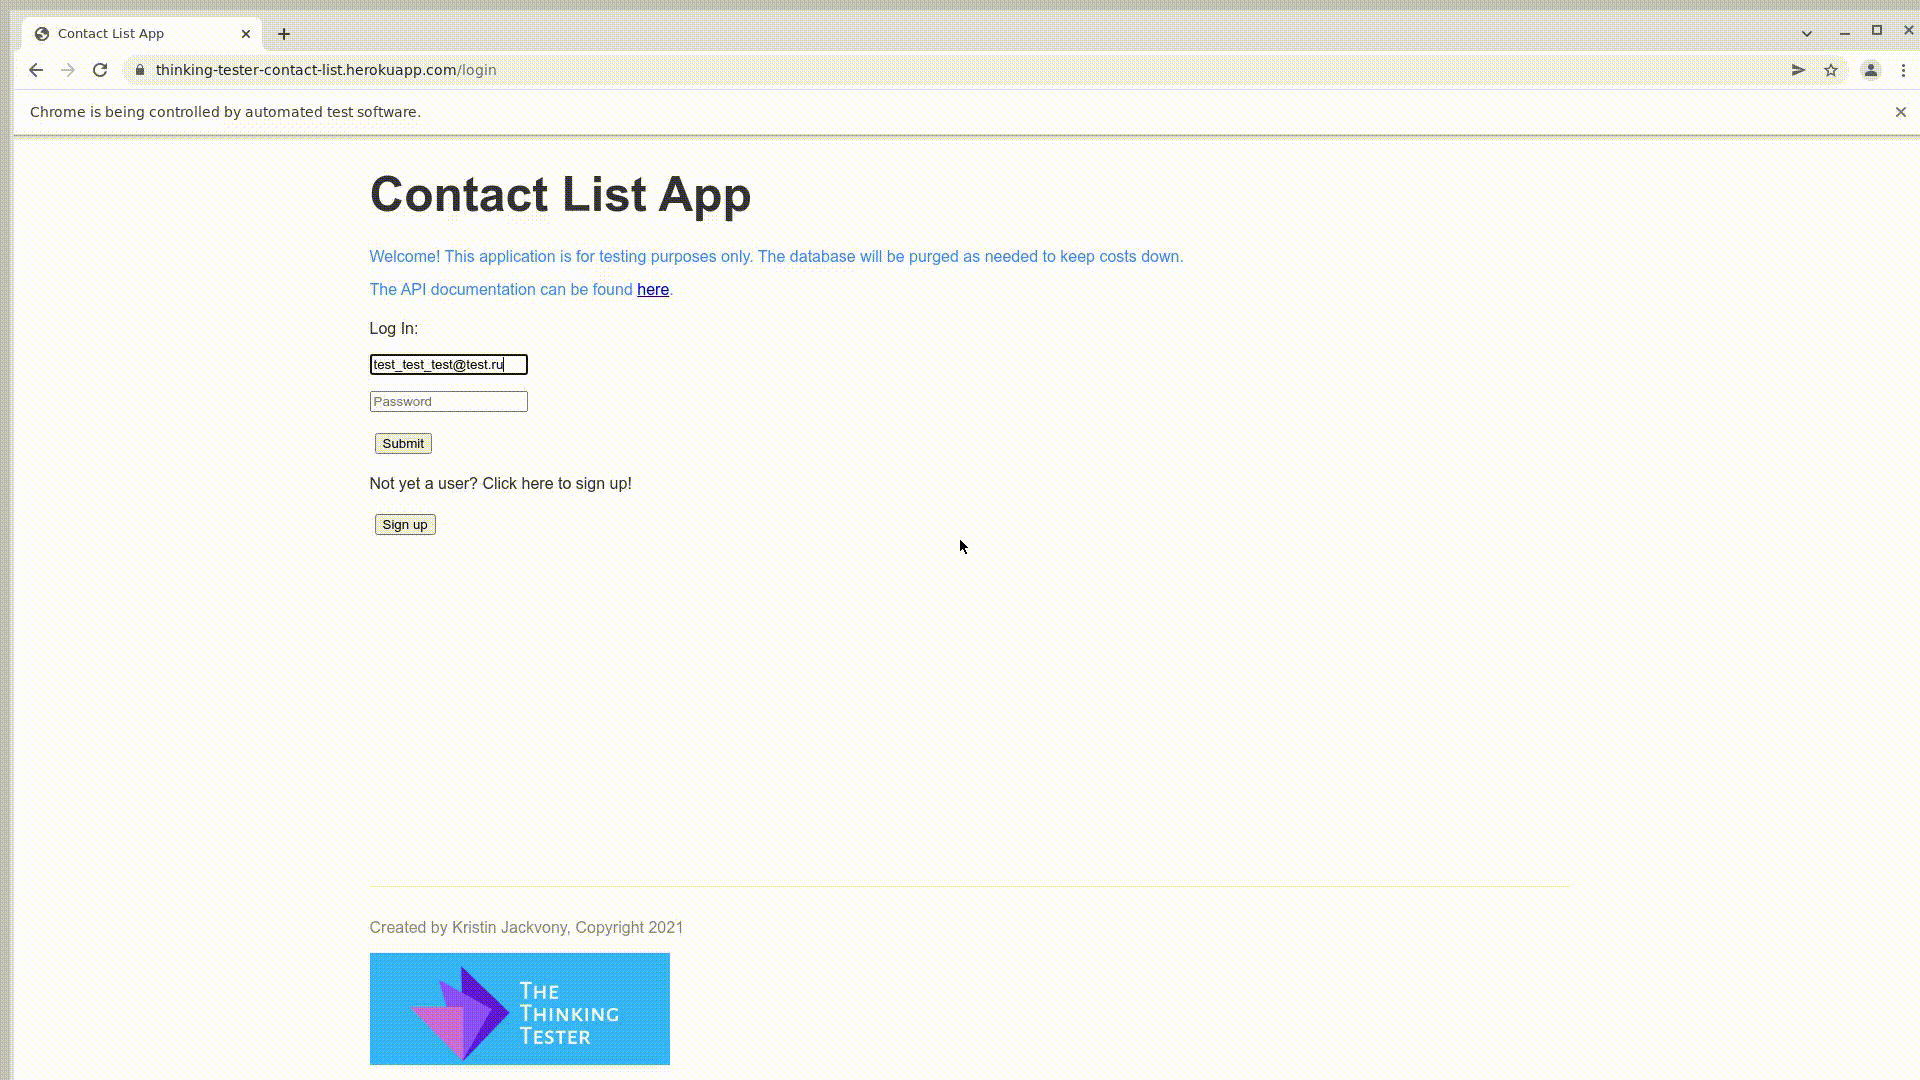 Contact List App
thinking-tester-contact-list.herokuapp.com/login
Chrome is being controlled by automated test software.
Contact List App
Welcome! This application is for testing purposes only. The database will be purged as needed to keep costs down.
The API documentation can be found here.
Log In:
test_test_test@test.ru
Password
Submit
Not yet a user? Click here to sign up!
Sign up
Created by Kristin Jackvony, Copyright 2021
THE
THINKING
TESTER